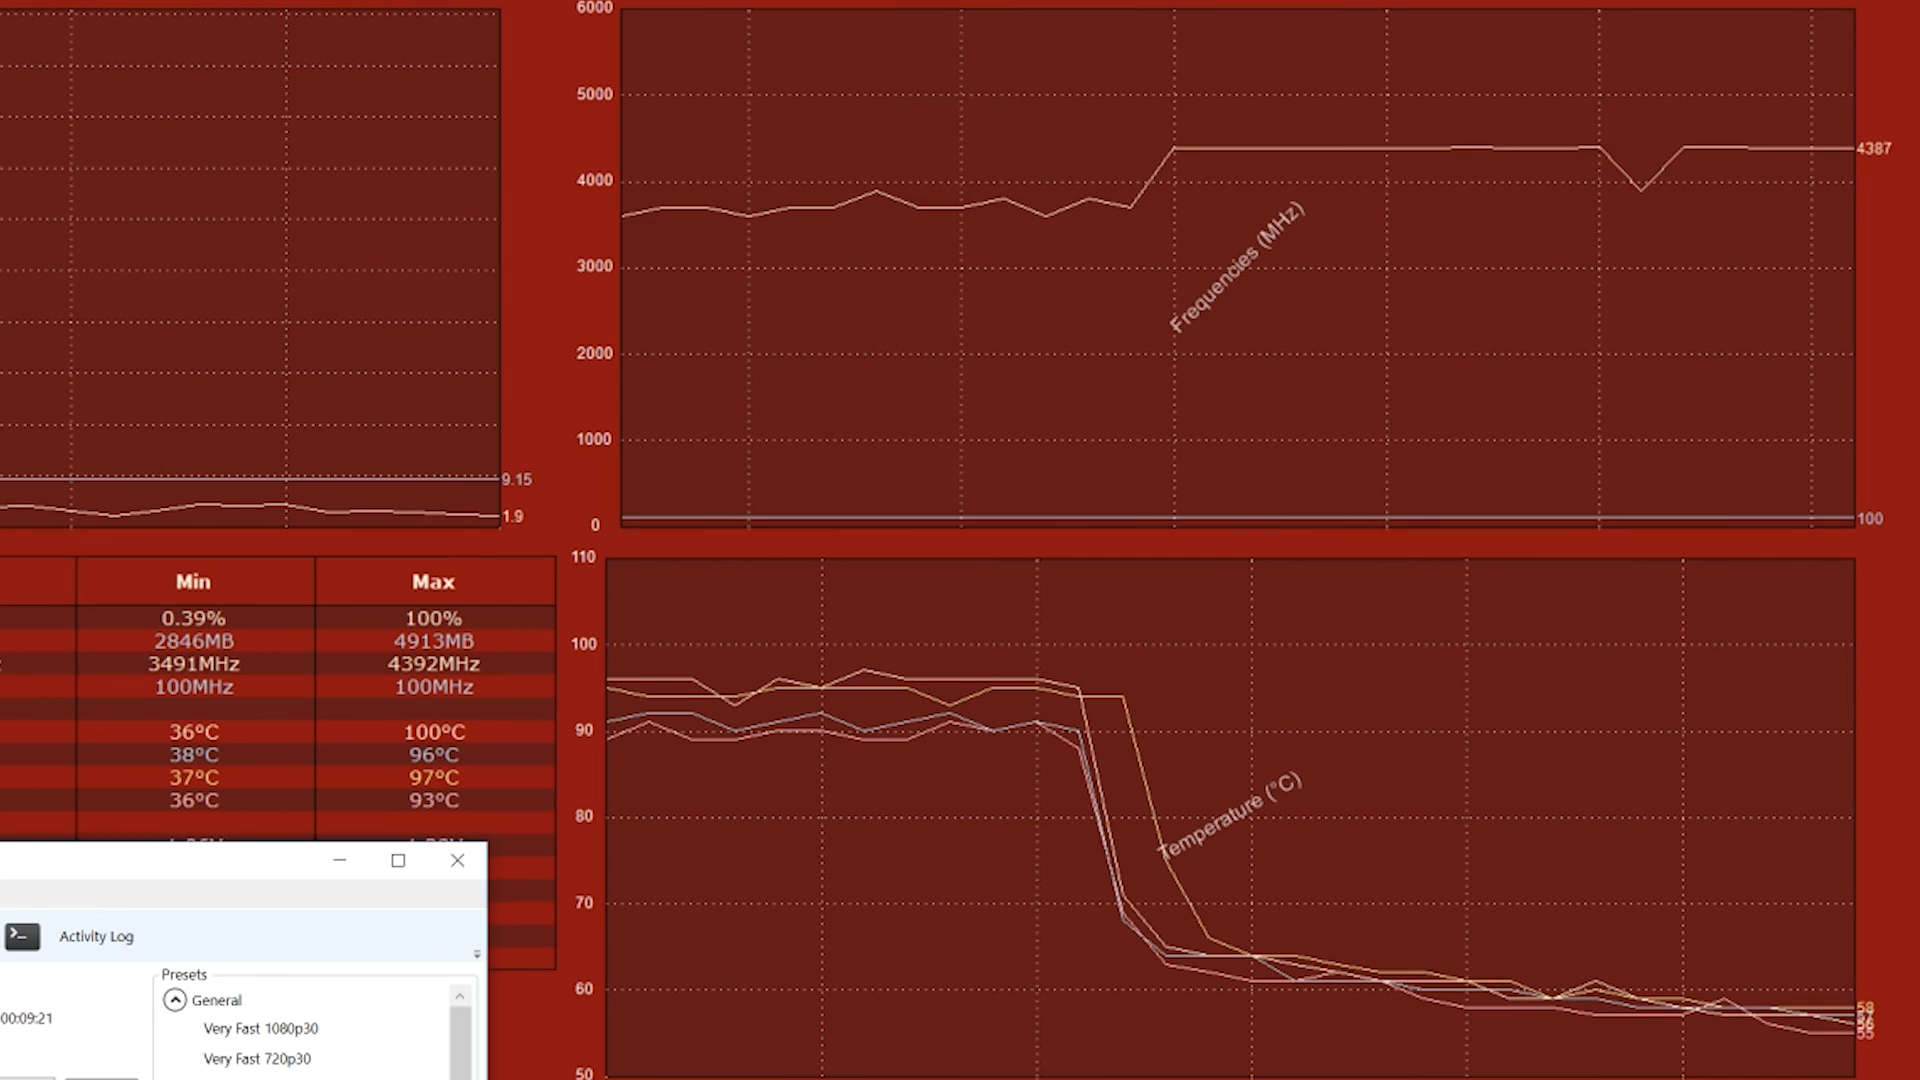 6000
5000
4000
3000
2000
1000
0
4387
100
Frequencies (MHz)
9.15
1.9
Min Max
0.39% 100%
2846MB 4913MB
3491MHz 4392MHz
100MHz 100MHz
36°C 100°C
38°C 96°C
37°C 97°C
36°C 93°C
110
100
90
80
70
60
50
Temperature (°C)
58
55
Activity Log
Presets
General
00:09:21
Very Fast 1080p30
Very Fast 720p30